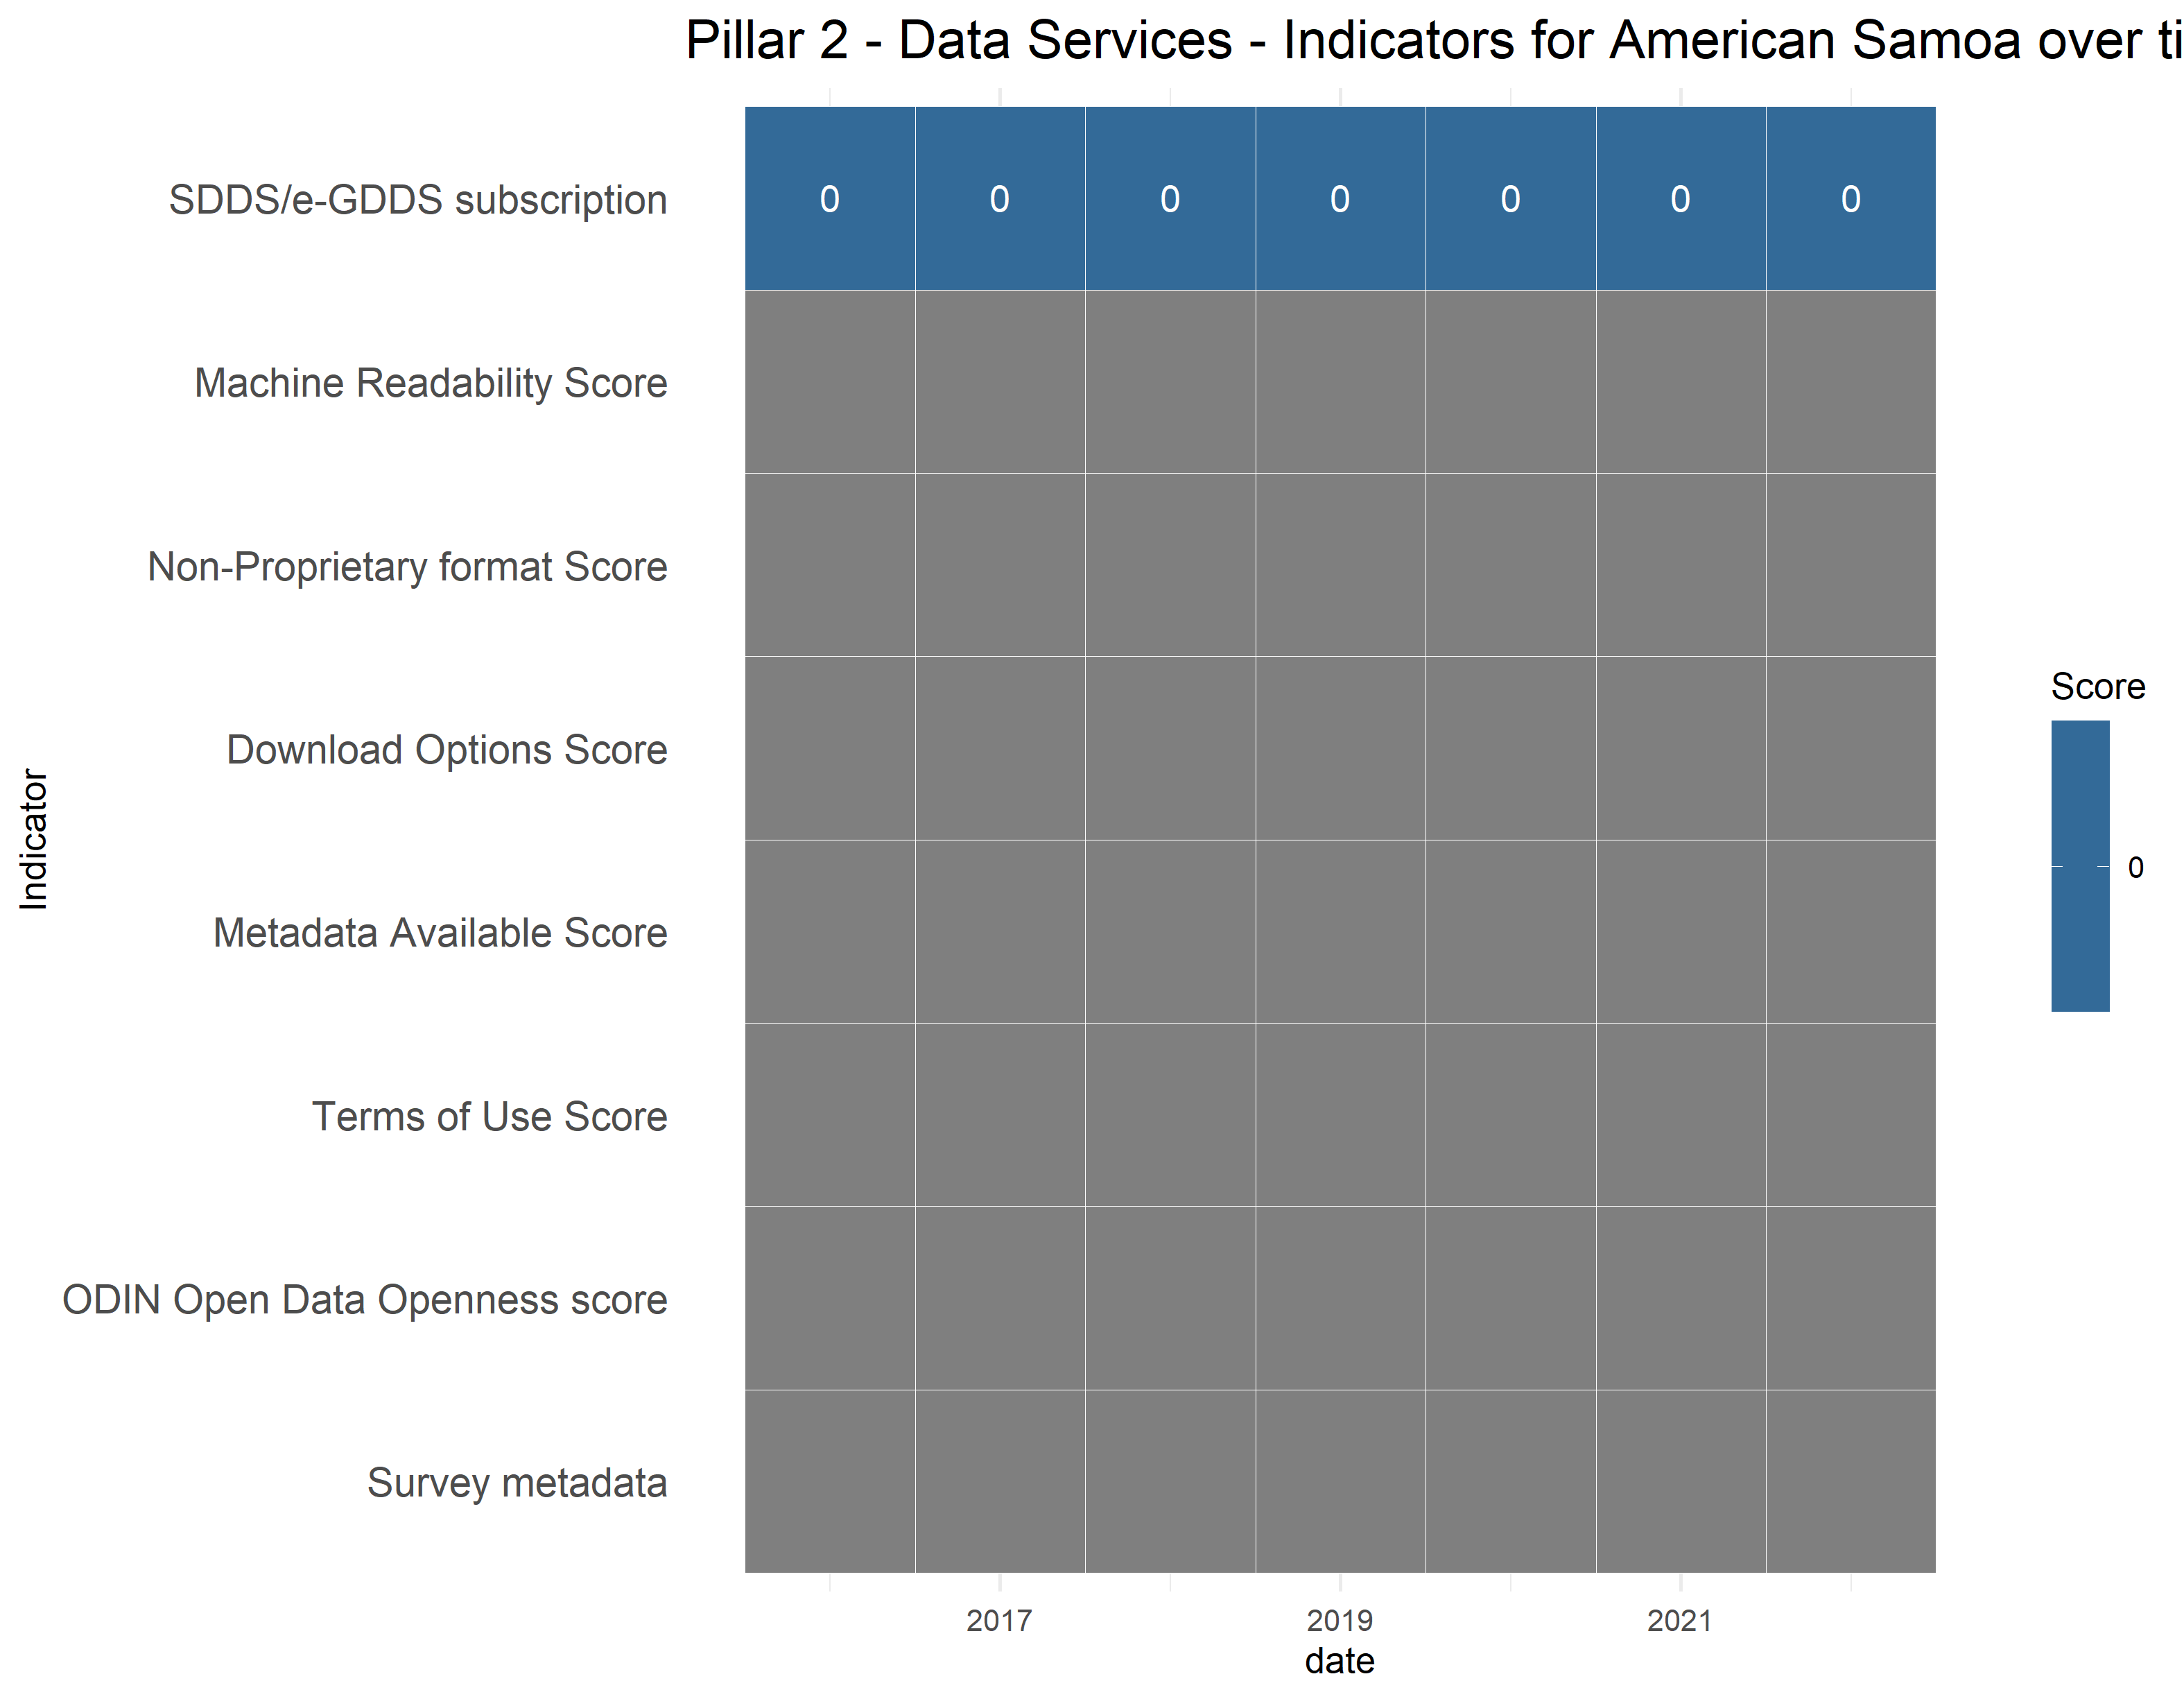 Pillar 2 - Data Services - Indicators for American Samoa over ti
SDDS/e-GDDS subscription
0 0 0 0 0 0 0
Machine Readability Score
Non-Proprietary format Score
Download Options Score
Metadata Available Score
Terms of Use Score
ODIN Open Data Openness score
Survey metadata
Indicator
2017 2019 2021
date
Score
0